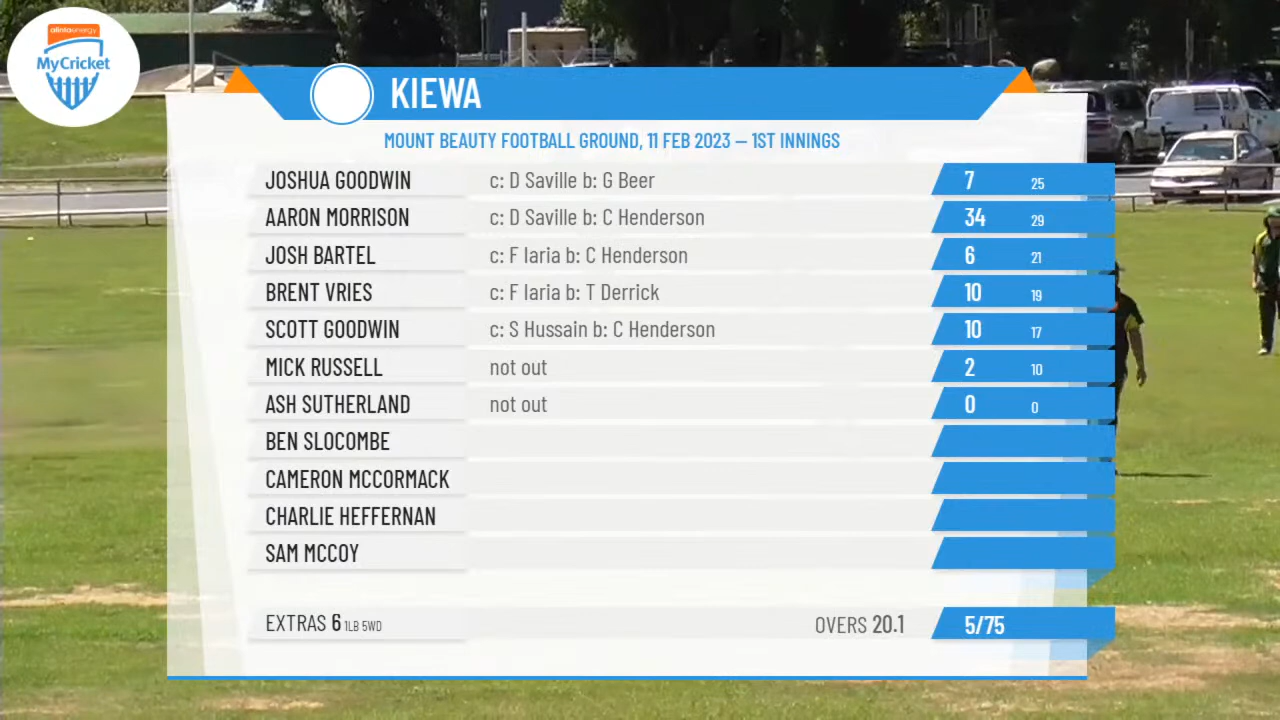 alintaenergy
MyCricket
KIEWA
MOUNT BEAUTY FOOTBALL GROUND, 11 FEB 2023 – 1ST INNINGS
JOSHUA GOODWIN c: D Saville b: G Beer 7 25
AARON MORRISON c: D Saville b: C Henderson 34 29
JOSH BARTEL c: F Iaria b: C Henderson 6 21
BRENT VRIES c: F Iaria b: T Derrick 10 19
SCOTT GOODWIN c: S Hussain b: C Henderson 10 17
MICK RUSSELL not out 2 10
ASH SUTHERLAND not out 0 0
BEN SLOCOMBE
CAMERON MCCORMACK
CHARLIE HEFFERNAN
SAM MCCOY
EXTRAS 6 1LB 5WD OVERS 20.1 5/75